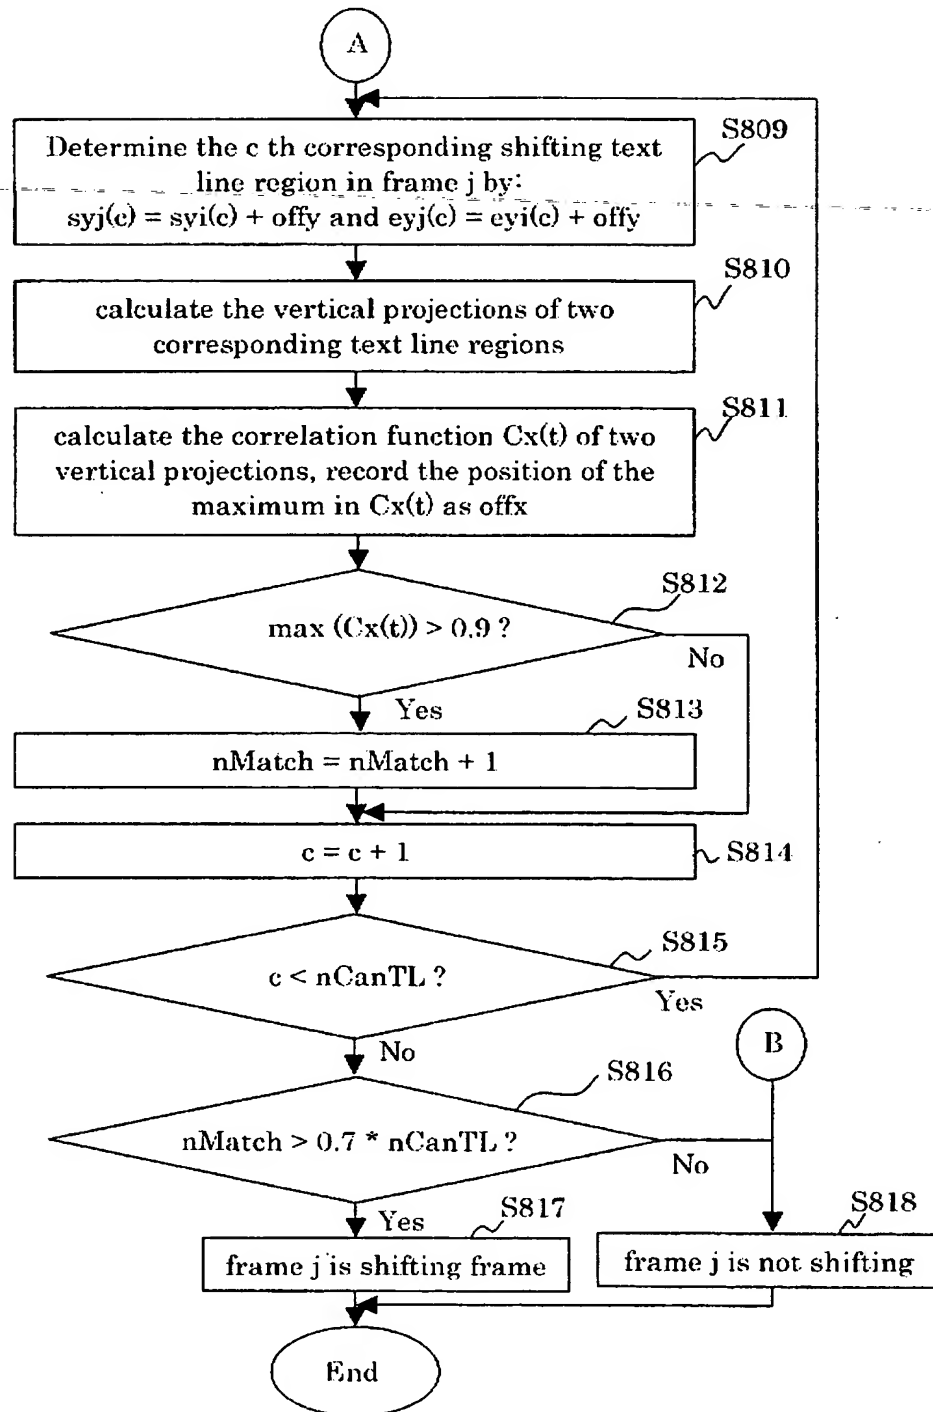 A
Determine the c th corresponding shifting text
line region in frame j by:
syj(c) = syi(c) + offy and eyj(c) = eyi(c) + offy
S809
calculate the vertical projections of two
corresponding text line regions
S810
calculate the correlation function Cx(t) of two
vertical projections, record the position of the
maximum in Cx(t) as offx
S811
max (Cx(t)) > 0.9 ?
S812
No
Yes
S813
nMatch = nMatch + 1
c = c + 1
S814
c < nCanTL ?
S815
Yes
No
B
nMatch > 0.7 * nCanTL ?
S816
No
Yes
S817
frame j is shifting frame
S818
frame j is not shifting
End